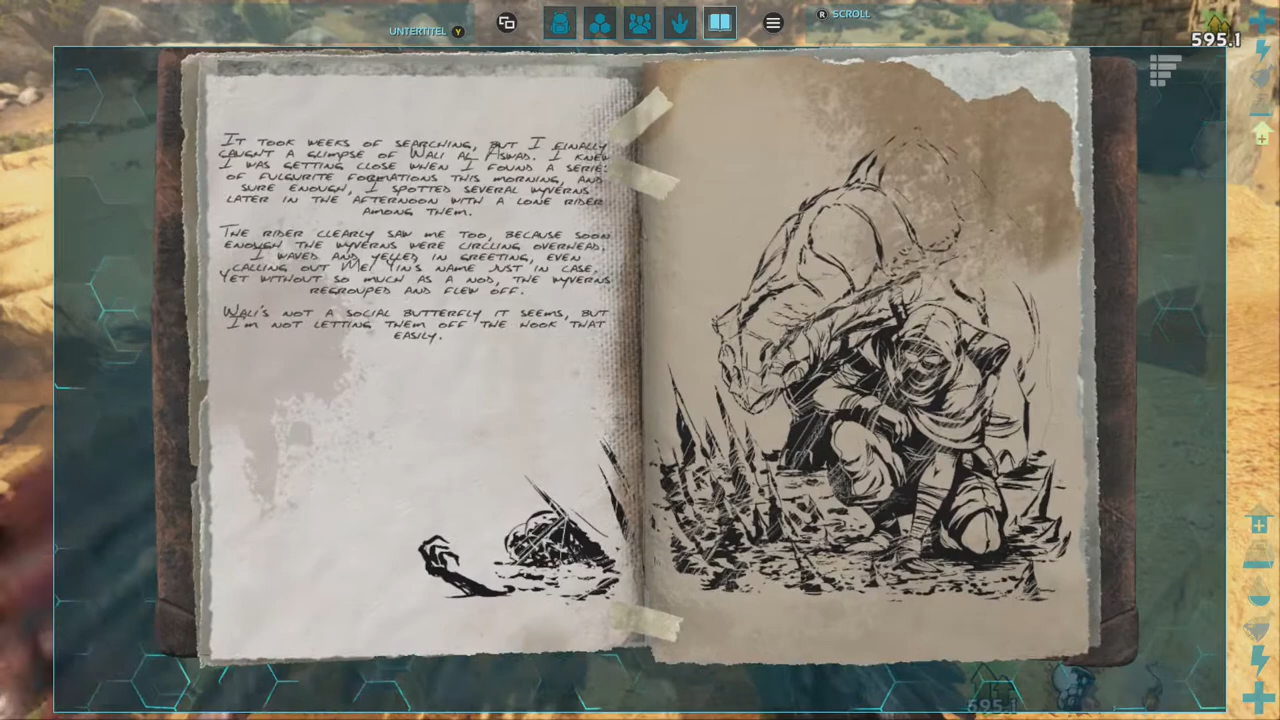 UNTERTITEL Y
R SCROLL
595.1
IT TOOK WEEKS OF SEARCHING, BUT I FINALLY
CAUGHT A GLIMPSE OF WALI AL ASWAD. I KNEW
I WAS GETTING CLOSE WHEN I FOUND A SERIES
OF FULGURITE FORMATIONS THIS MORNING, AND
SURE ENOUGH, I SPOTTED SEVERAL WYVERNS
LATER IN THE AFTERNOON WITH A LONE RIDER
AMONG THEM.
THE RIDER CLEARLY SAW ME TOO, BECAUSE SOON
ENOUGH THE WYVERNS WERE CIRCLING OVERHEAD.
I WAVED AND YELLED IN GREETING, EVEN
CALLING OUT MEI YIN'S NAME JUST IN CASE.
YET WITHOUT SO MUCH AS A NOD, THE WYVERNS
REGROUPED AND FLEW OFF.
WALI'S NOT A SOCIAL BUTTERFLY IT SEEMS, BUT
I'M NOT LETTING THEM OFF THE HOOK THAT
EASILY.
595.1